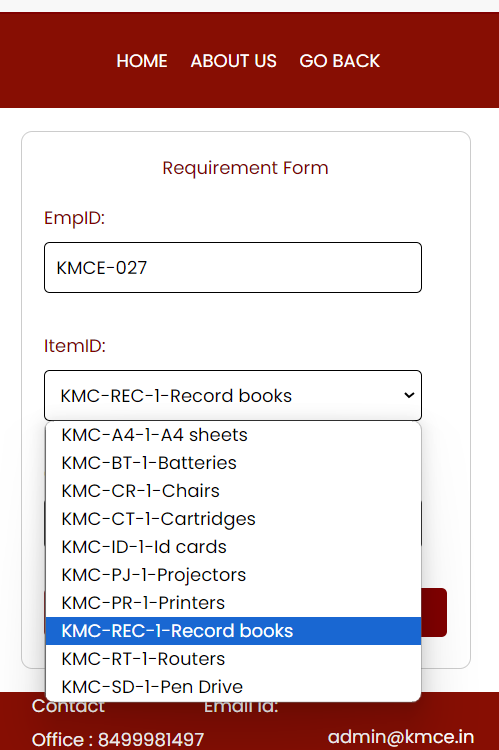 HOME ABOUT US GO BACK
Requirement Form
EmpID:
KMCE-027
ItemID:
KMC-REC-1-Record books
KMC-A4-1-A4 sheets
KMC-BT-1-Batteries
KMC-CR-1-Chairs
KMC-CT-1-Cartridges
KMC-ID-1-Id cards
KMC-PJ-1-Projectors
KMC-PR-1-Printers
KMC-REC-1-Record books
KMC-RT-1-Routers
KMC-SD-1-Pen Drive
Contact Email Id:
Office : 8499981497 admin@kmce.in